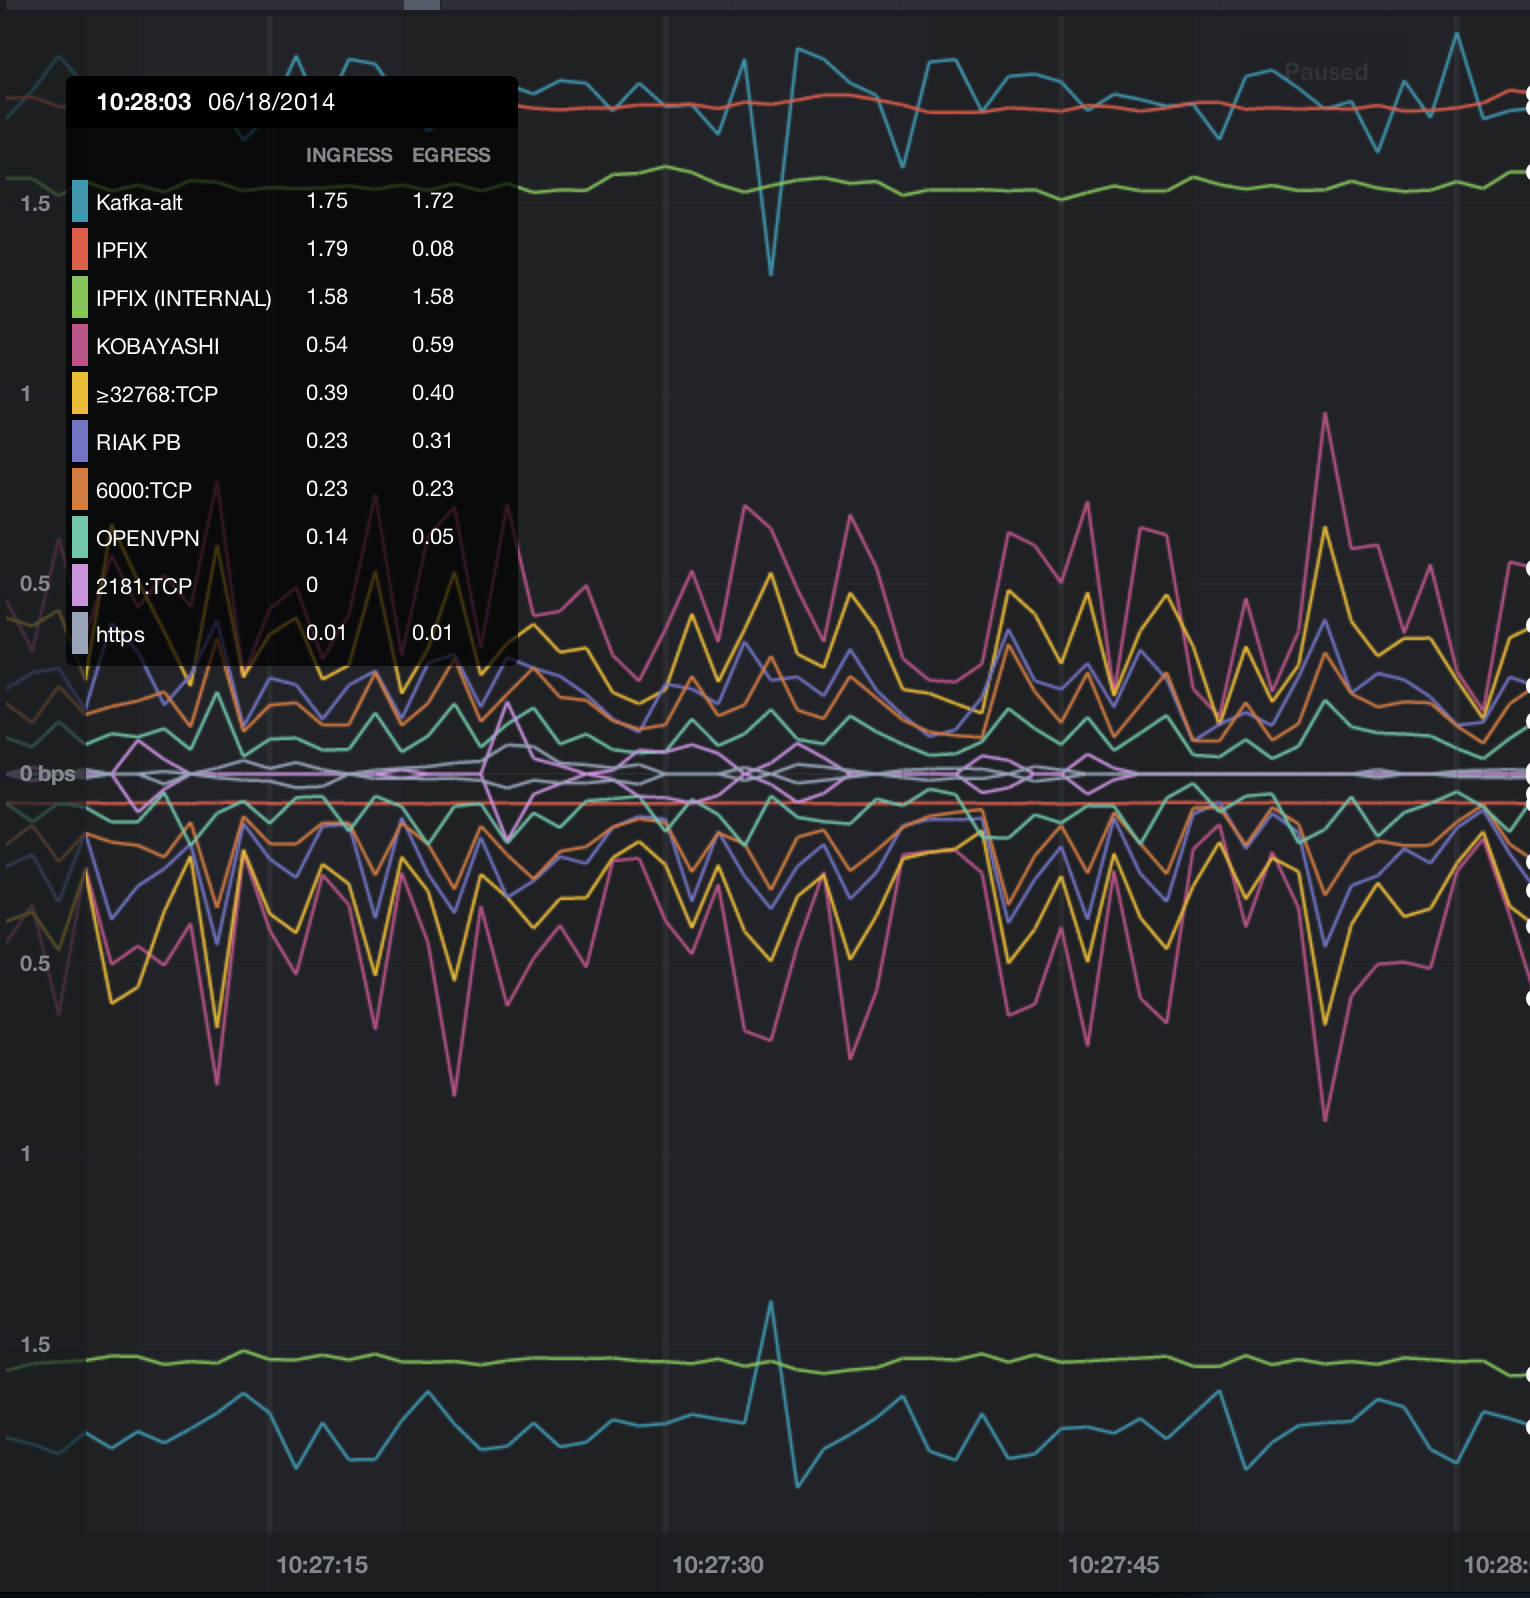 Paused
10:28:03 06/18/2014
INGRESS EGRESS
Kafka-alt 1.75 1.72
IPFIX 1.79 0.08
IPFIX (INTERNAL) 1.58 1.58
KOBAYASHI 0.54 0.59
≥32768:TCP 0.39 0.40
RIAK PB 0.23 0.31
6000:TCP 0.23 0.23
OPENVPN 0.14 0.05
2181:TCP 0
https 0.01 0.01
1.5
1
0.5
0 bps
0.5
1
1.5
10:27:15 10:27:30 10:27:45 10:28: